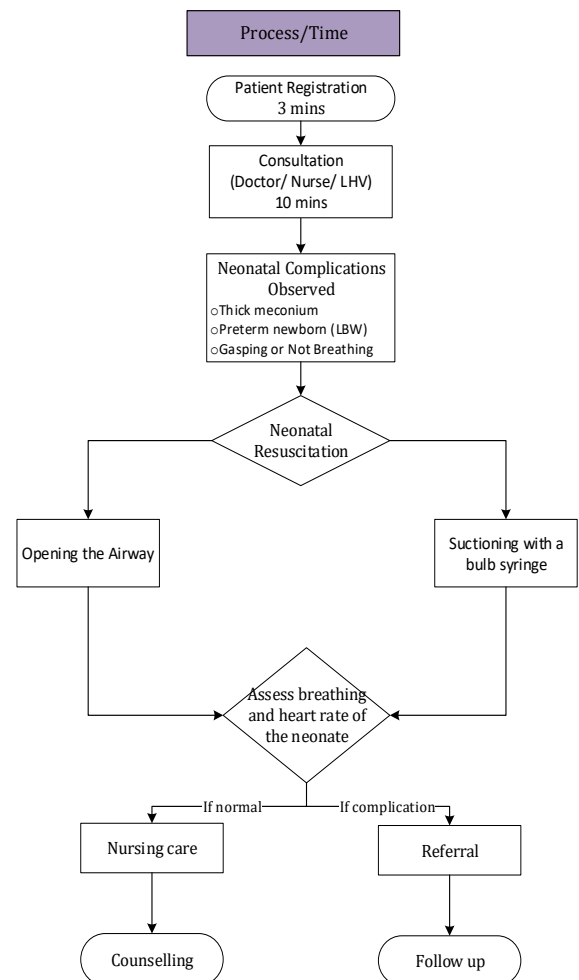 Process/Time
Patient Registration
3 mins
Consultation
(Doctor/ Nurse/ LHV)
10 mins
Neonatal Complications
Observed
○Thick meconium
○Preterm newborn (LBW)
○Gasping or Not Breathing
Neonatal
Resuscitation
Opening the Airway
Suctioning with a
bulb syringe
Assess breathing
and heart rate of
the neonate
If normal
If complication
Nursing care
Referral
Counselling
Follow up